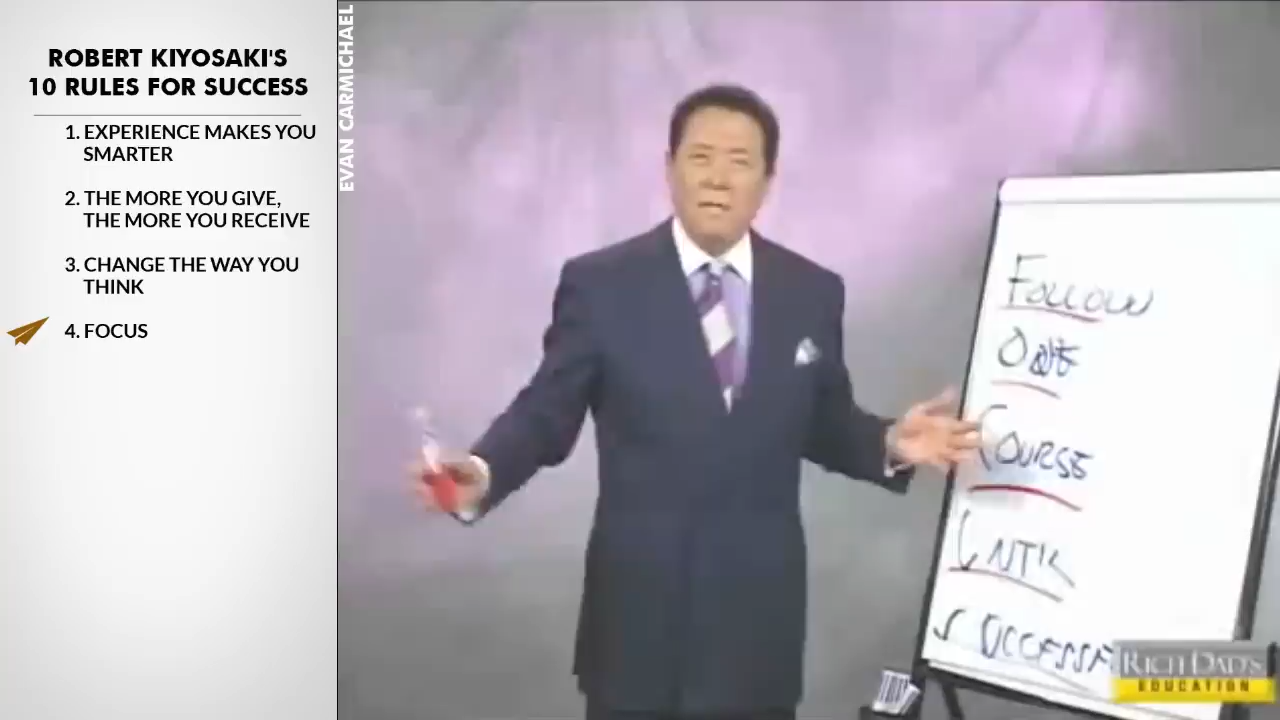 ROBERT KIYOSAKI'S
10 RULES FOR SUCCESS
1. EXPERIENCE MAKES YOU
SMARTER
2. THE MORE YOU GIVE,
THE MORE YOU RECEIVE
3. CHANGE THE WAY YOU
THINK
4. FOCUS
EVAN CARMICHAEL
FOLLOW
ONE
COURSE
UNTIL
RICH DAD'S
EDUCATION